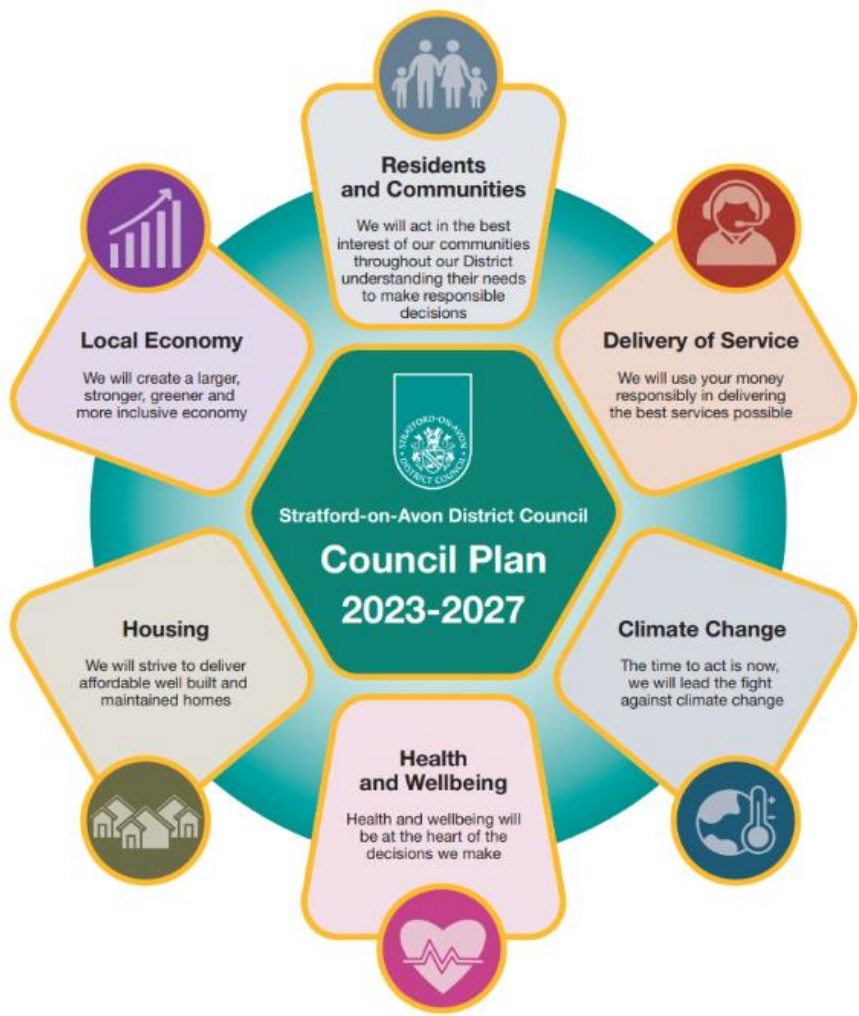 Residents
and Communities
We will act in the best
interest of our communities
throughout our District
understanding their needs
to make responsible
decisions
Local Economy
We will create a larger,
stronger, greener and
more inclusive economy
Delivery of Service
We will use your money
responsibly in delivering
the best services possible
STRATFORD-ON-AVON
DISTRICT COUNCIL
Stratford-on-Avon District Council
Council Plan
2023-2027
Housing
We will strive to deliver
affordable well built and
maintained homes
Climate Change
The time to act is now,
we will lead the fight
against climate change
Health
and Wellbeing
Health and wellbeing will
be at the heart of the
decisions we make